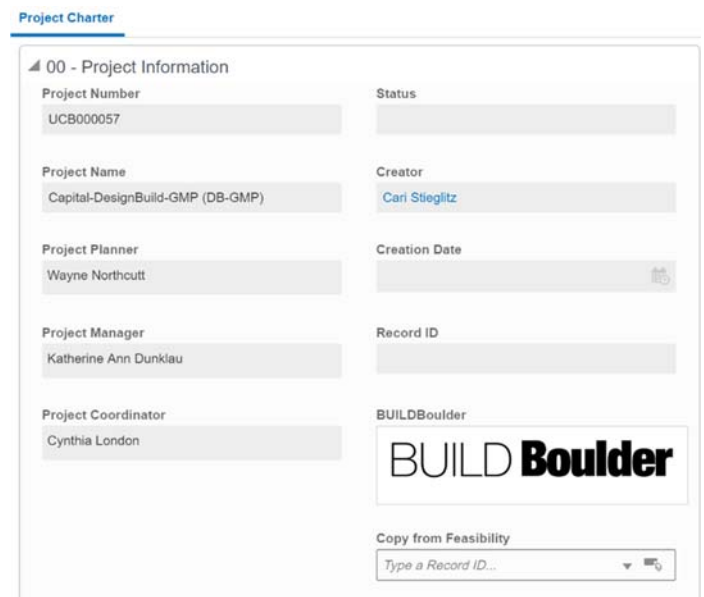 Project Charter
00 - Project Information
Project Number
UCB000057
Status
Project Name
Capital-DesignBuild-GMP (DB-GMP)
Creator
Cari Stieglitz
Project Planner
Wayne Northcutt
Creation Date
Project Manager
Katherine Ann Dunklau
Record ID
Project Coordinator
Cynthia London
BUILDBoulder
BUILD Boulder
Copy from Feasibility
Type a Record ID...